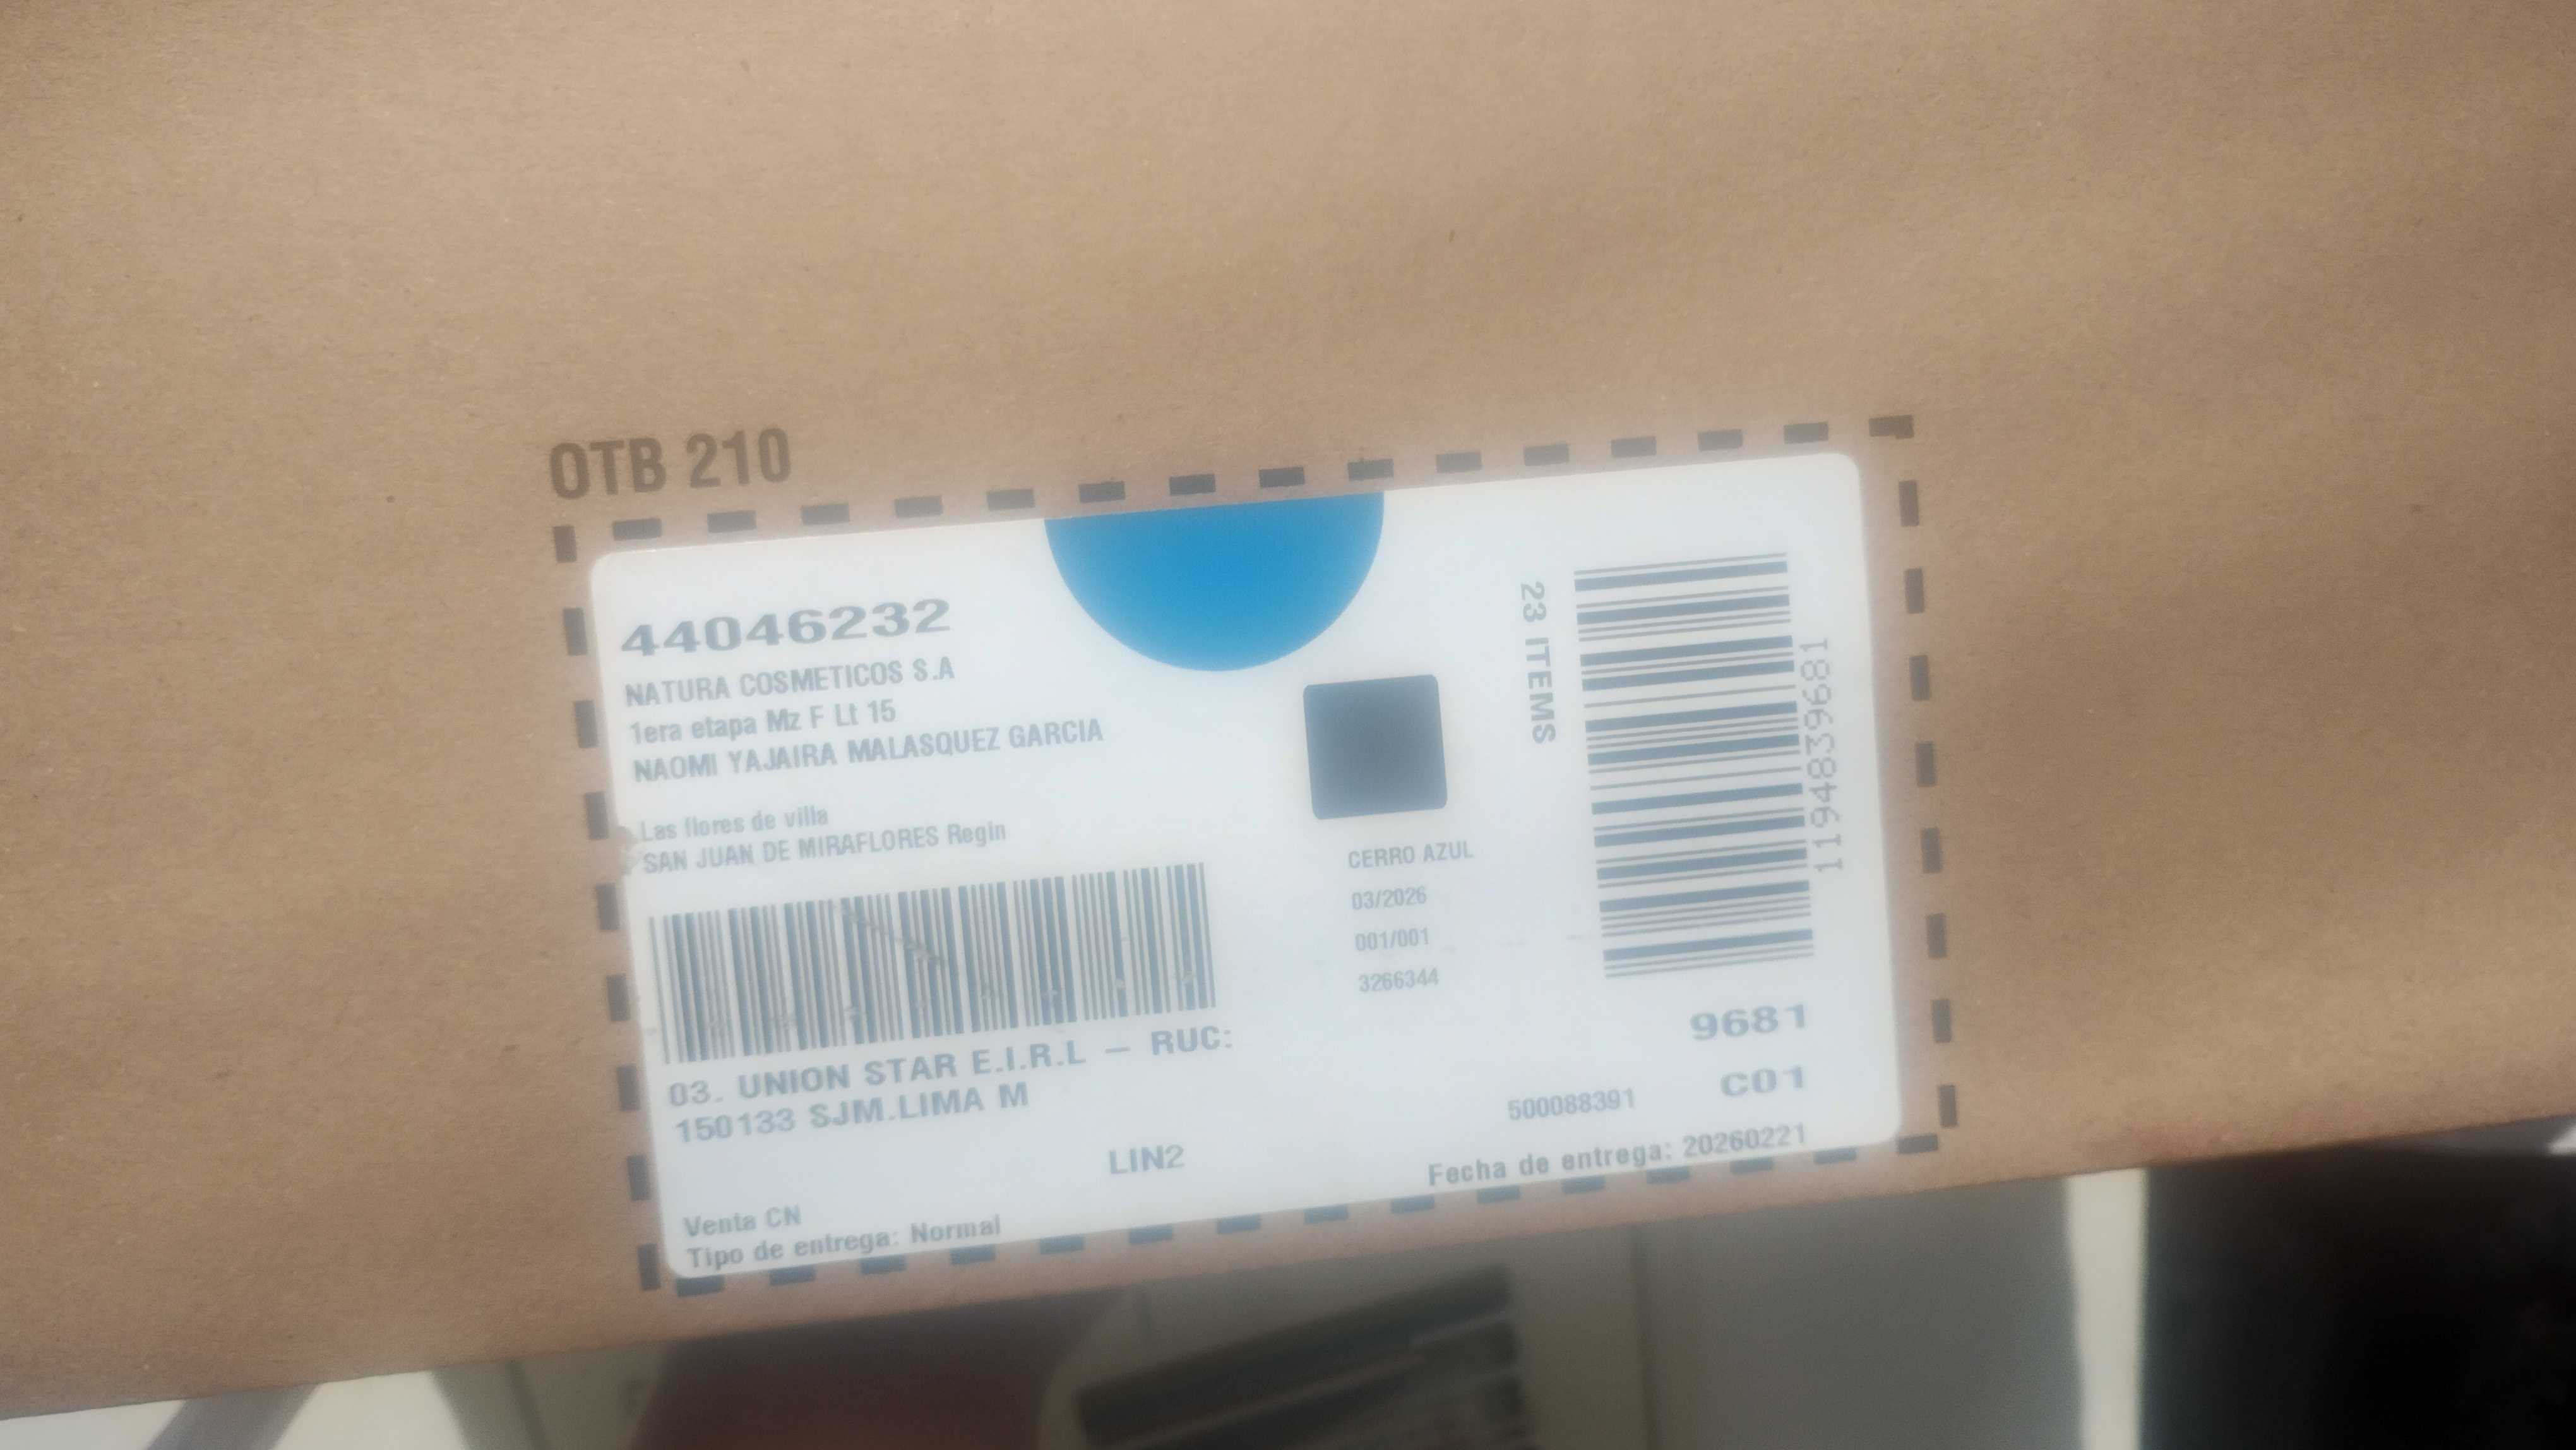 OTB 210
44046232
NATURA COSMETICOS S.A
1era etapa Mz F Lt 15
NAOMI YAJAIRA MALASQUEZ GARCIA
Las flores de villa
SAN JUAN DE MIRAFLORES Regin
03. UNION STAR E.I.R.L — RUC:
150133 SJM.LIMA M
LIN2
Venta CN
Tipo de entrega: Normal
CERRO AZUL
03/2026
001/001
3266344
23 ITEMS
119483​9681
9681
C01
500088391
Fecha de entrega: 20260221